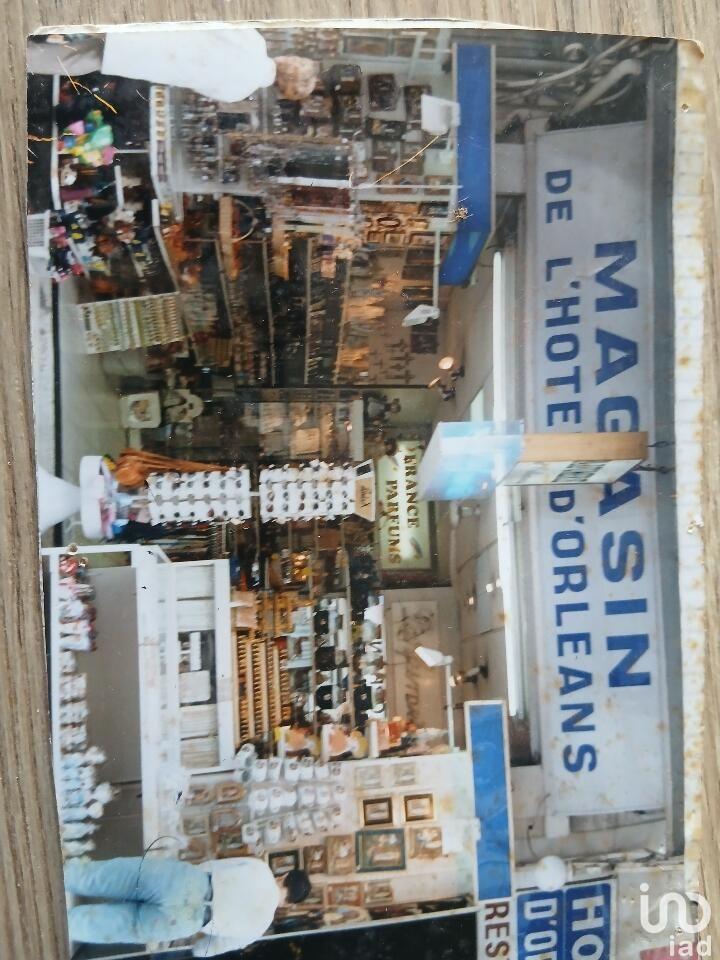 MAGASIN
DE L'HOTEL D'ORLEANS
FRANCE
PARFUMS
HO
D'O
RES
iad